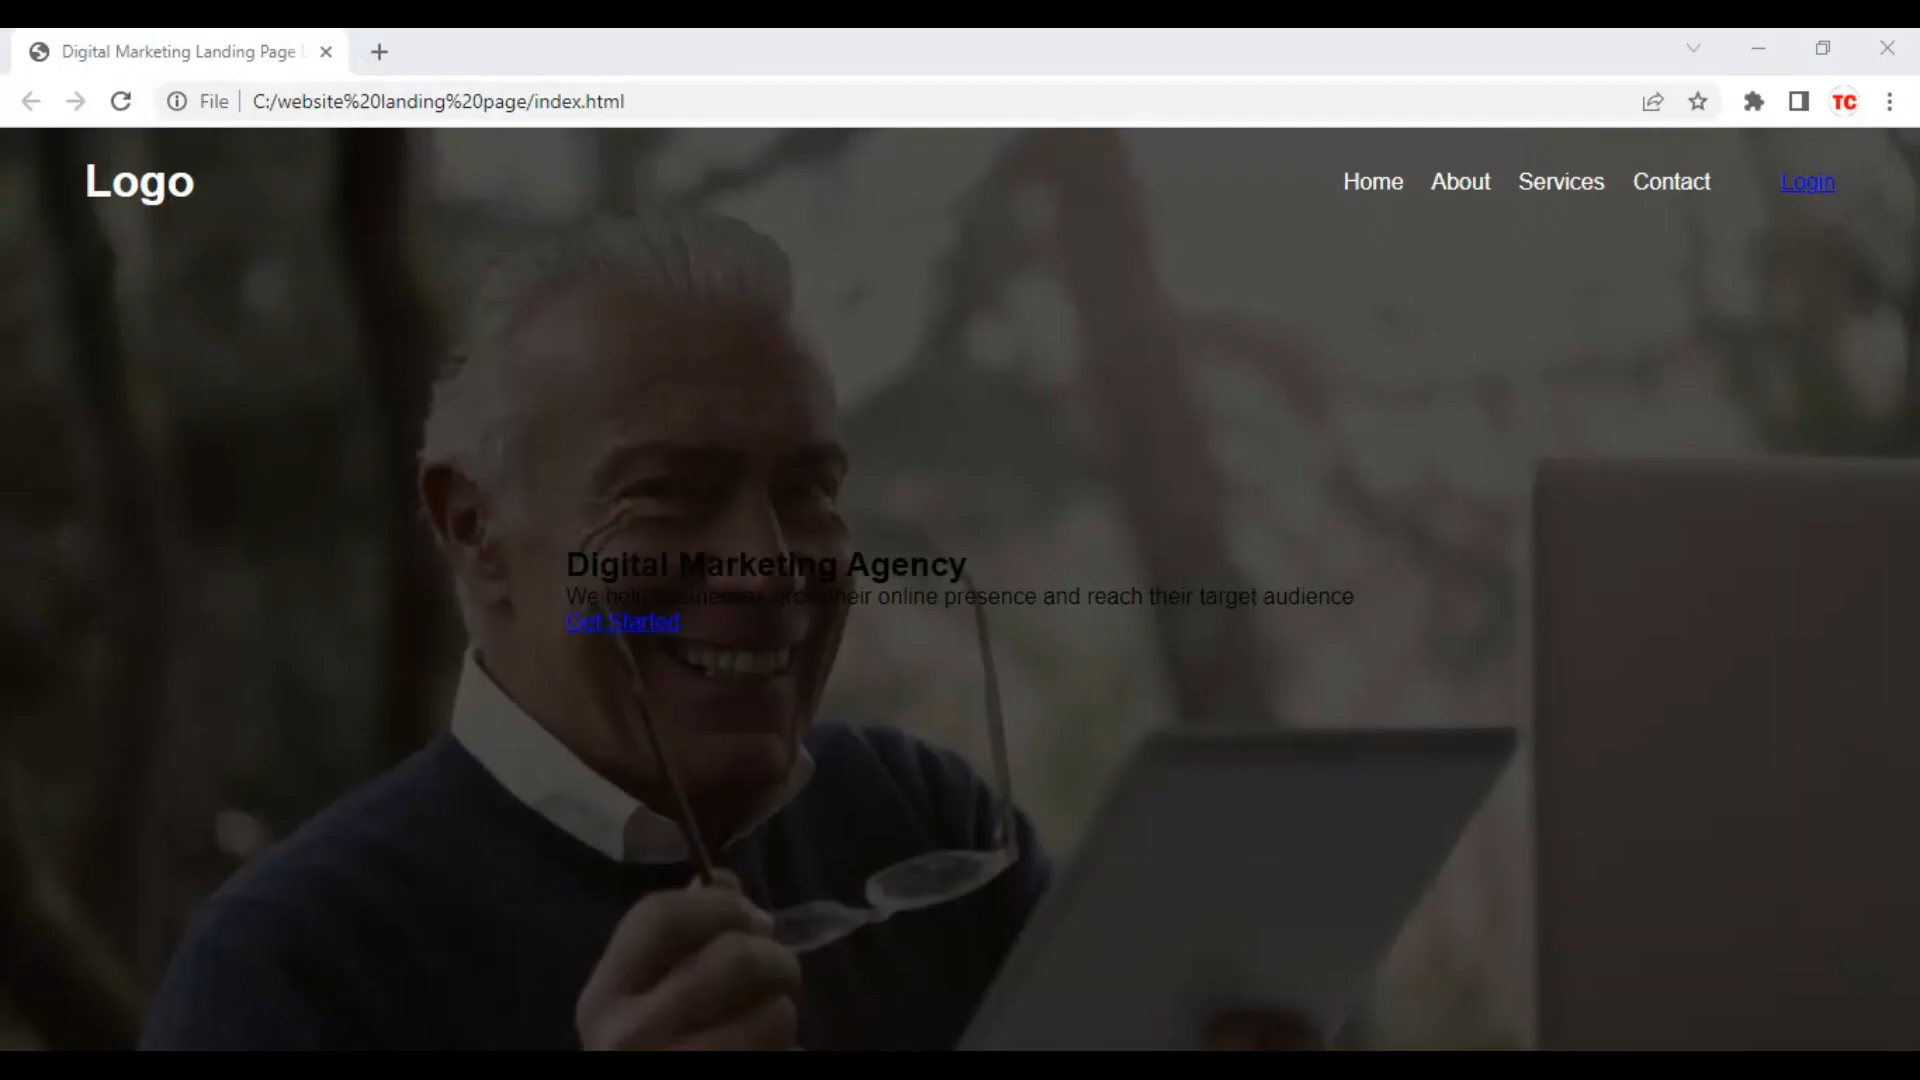 Digital Marketing Landing Page
File
C:/website%20landing%20page/index.html
TC
Logo
Home About Services Contact Login
Digital Marketing Agency
We help businesses grow their online presence and reach their target audience
Get Started